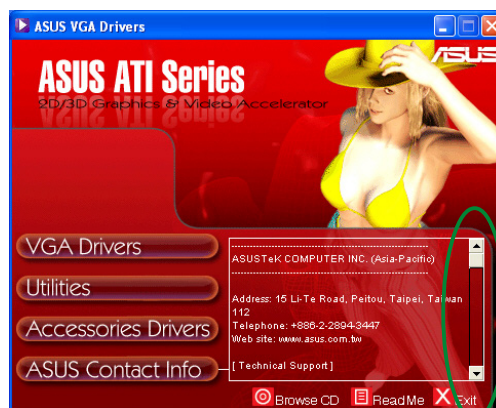 ASUS VGA Drivers
ASUS
ASUS ATI Series
2D/3D Graphics & Video Accelerator
VGA Drivers
Utilities
Accessories Drivers
ASUS Contact Info
ASUSTeK COMPUTER INC. (Asia-Pacific)
Address: 15 Li-Te Road, Peitou, Taipei, Taiwan
112
Telephone: +886-2-2894-3447
Web site: www.asus.com.tw
[ Technical Support ]
Browse CD
ReadMe
Exit